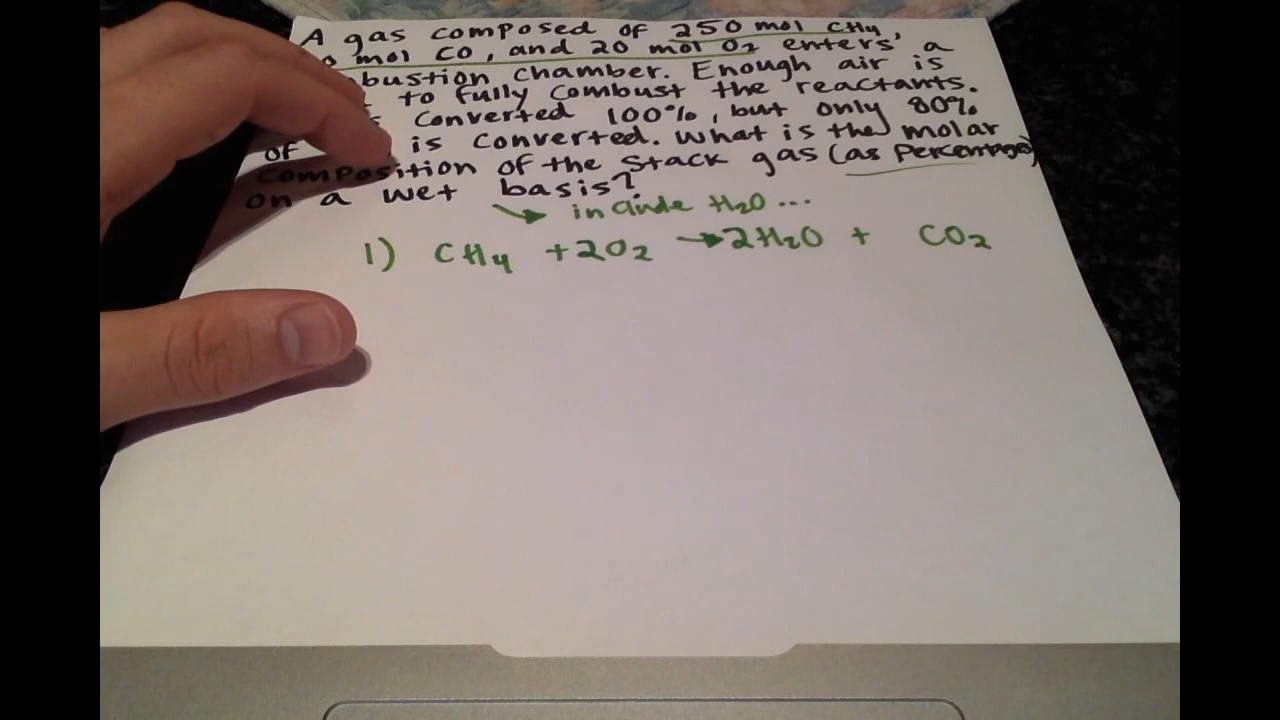 A gas composed of 250 mol CH4,
mol CO, and 20 mol O2 enters a
bustion chamber. Enough air is
to fully combust the reactants.
converted 100%, but only 80%
of is converted. What is the molar
composition of the stack gas (as percentage)
on a wet basis?
include H2O...
1) CH4 + 2O2 → 2H2O + CO2